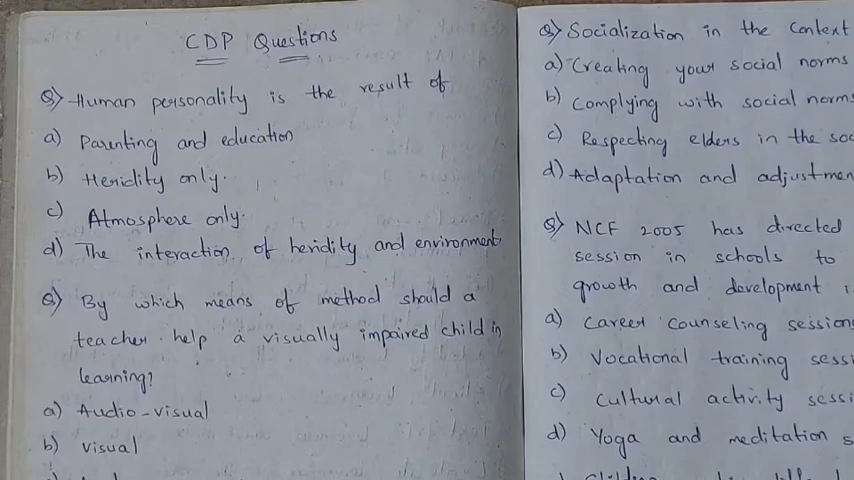 CDP Questions
Q) Human personality is the result of
a) Parenting and education
b) Heridity only.
c) Atmosphere only.
d) The interaction of heridity and environment
Q) By which means of method should a
teacher help a visually impaired child in
learning?
a) Audio-visual
b) visual
Q) Socialization in the context
a) Creating your social norms
b) Complying with social norms
c) Respecting elders in the
d) Adaptation and
Q) NCF 2005 has directed
session in schools to
growth and development
a) Career counseling session
b) Vocational training
c) Cultural activity
d) Yoga and meditation